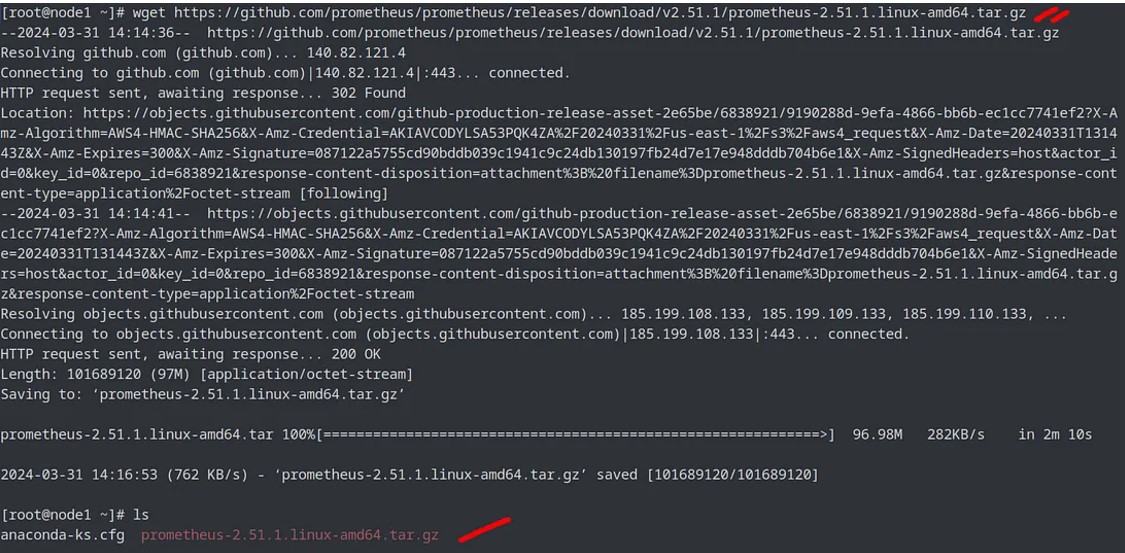 [root@node1 ~]# wget https://github.com/prometheus/prometheus/releases/download/v2.51.1/prometheus-2.51.1.linux-amd64.tar.gz
--2024-03-31 14:14:36--  https://github.com/prometheus/prometheus/releases/download/v2.51.1/prometheus-2.51.1.linux-amd64.tar.gz
Resolving github.com (github.com)... 140.82.121.4
Connecting to github.com (github.com)|140.82.121.4|:443... connected.
HTTP request sent, awaiting response... 302 Found
Location: https://objects.githubusercontent.com/github-production-release-asset-2e65be/6838921/9190288d-9efa-4866-bb6b-ec1cc7741ef2?X-A
mz-Algorithm=AWS4-HMAC-SHA256&X-Amz-Credential=AKIAVCODYLSA53PQK4ZA%2F20240331%2Fus-east-1%2Fs3%2Faws4_request&X-Amz-Date=20240331T1314
43Z&X-Amz-Expires=300&X-Amz-Signature=087122a5755cd90bddb039c1941c9c24db130197fb24d7e17e948dddb704b6e1&X-Amz-SignedHeaders=host&actor_i
d=0&key_id=0&repo_id=6838921&response-content-disposition=attachment%3B%20filename%3Dprometheus-2.51.1.linux-amd64.tar.gz&response-cont
ent-type=application%2Foctet-stream [following]
--2024-03-31 14:14:41--  https://objects.githubusercontent.com/github-production-release-asset-2e65be/6838921/9190288d-9efa-4866-bb6b-e
c1cc7741ef2?X-Amz-Algorithm=AWS4-HMAC-SHA256&X-Amz-Credential=AKIAVCODYLSA53PQK4ZA%2F20240331%2Fus-east-1%2Fs3%2Faws4_request&X-Amz-Dat
e=20240331T131443Z&X-Amz-Expires=300&X-Amz-Signature=087122a5755cd90bddb039c1941c9c24db130197fb24d7e17e948dddb704b6e1&X-Amz-SignedHeade
rs=host&actor_id=0&key_id=0&repo_id=6838921&response-content-disposition=attachment%3B%20filename%3Dprometheus-2.51.1.linux-amd64.tar.g
z&response-content-type=application%2Foctet-stream
Resolving objects.githubusercontent.com (objects.githubusercontent.com)... 185.199.108.133, 185.199.109.133, 185.199.110.133, ...
Connecting to objects.githubusercontent.com (objects.githubusercontent.com)|185.199.108.133|:443... connected.
HTTP request sent, awaiting response... 200 OK
Length: 101689120 (97M) [application/octet-stream]
Saving to: ‘prometheus-2.51.1.linux-amd64.tar.gz’
prometheus-2.51.1.linux-amd64.tar 100%[=============================================================>]  96.98M   282KB/s    in 2m 10s
2024-03-31 14:16:53 (762 KB/s) - ‘prometheus-2.51.1.linux-amd64.tar.gz’ saved [101689120/101689120]
[root@node1 ~]# ls
anaconda-ks.cfg  prometheus-2.51.1.linux-amd64.tar.gz